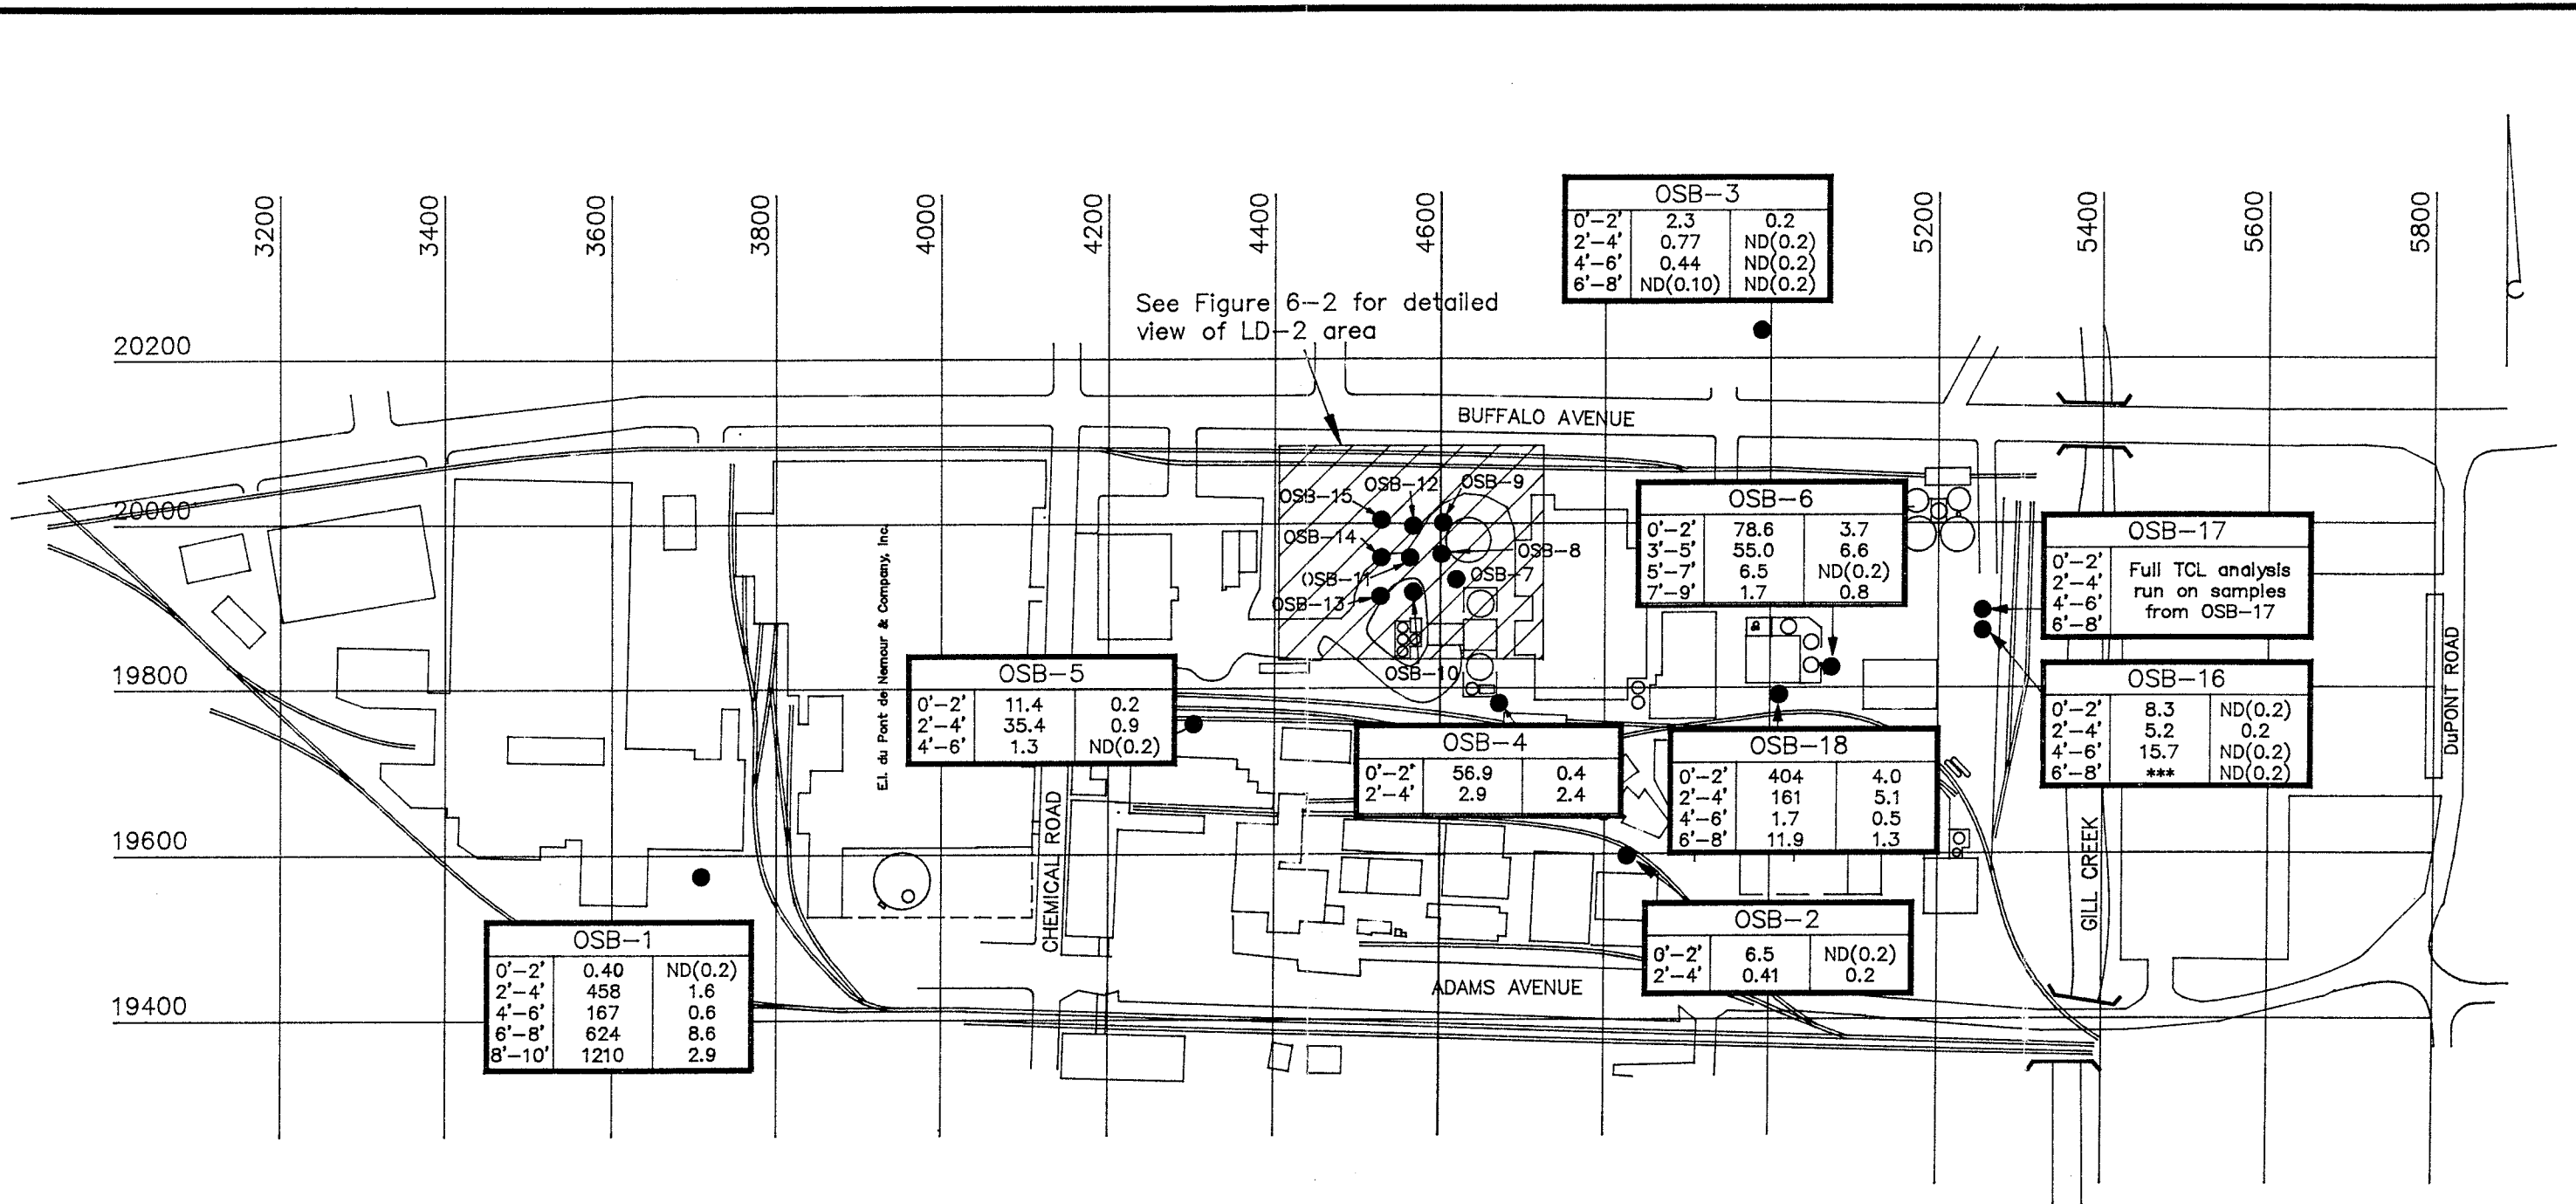 OSB-3
0'-2' 2.3 0.2
2'-4' 0.77 ND(0.2)
4'-6' 0.44 ND(0.2)
6'-8' ND(0.10) ND(0.2)
3200
3400
3600
3800
4000
4200
4400
4600
5200
5400
5600
5800
See Figure 6-2 for detailed
view of LD-2 area
20200
BUFFALO AVENUE
OSB-15
OSB-12
OSB-9
20000
OSB-14
OSB-8
OSB-11
OSB-7
OSB-13
OSB-10
OSB-6
0'-2' 78.6 3.7
3'-5' 55.0 6.6
5'-7' 6.5 ND(0.2)
7'-9' 1.7 0.8
OSB-17
0'-2'
2'-4'
4'-6'
6'-8'
Full TCL analysis
run on samples
from OSB-17
E.I. du Pont de Nemour & Company, Inc.
19800
OSB-5
0'-2' 11.4 0.2
2'-4' 35.4 0.9
4'-6' 1.3 ND(0.2)
OSB-16
0'-2' 8.3 ND(0.2)
2'-4' 5.2 0.2
4'-6' 15.7 ND(0.2)
6'-8' *** ND(0.2)
DuPONT ROAD
OSB-4
0'-2' 56.9 0.4
2'-4' 2.9 2.4
OSB-18
0'-2' 404 4.0
2'-4' 161 5.1
4'-6' 1.7 0.5
6'-8' 11.9 1.3
19600
CHEMICAL ROAD
GILL CREEK
OSB-1
0'-2' 0.40 ND(0.2)
2'-4' 458 1.6
4'-6' 167 0.6
6'-8' 624 8.6
8'-10' 1210 2.9
OSB-2
0'-2' 6.5 ND(0.2)
2'-4' 0.41 0.2
ADAMS AVENUE
19400